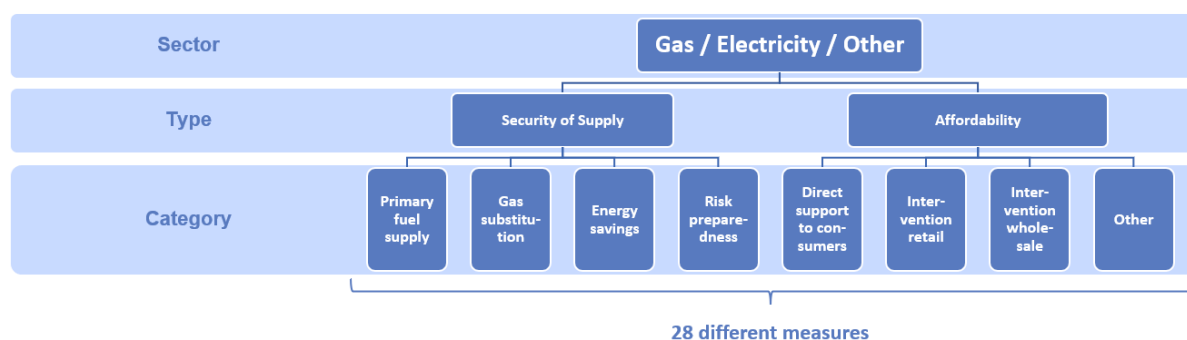 Sector
Gas / Electricity / Other
Type
Security of Supply
Affordability
Category
Primary
fuel
supply
Gas
substitu-
tion
Energy
savings
Risk
prepare-
dness
Direct
support
to con-
sumers
Inter-
vention
retail
Inter-
vention
whole-
sale
Other
28 different measures